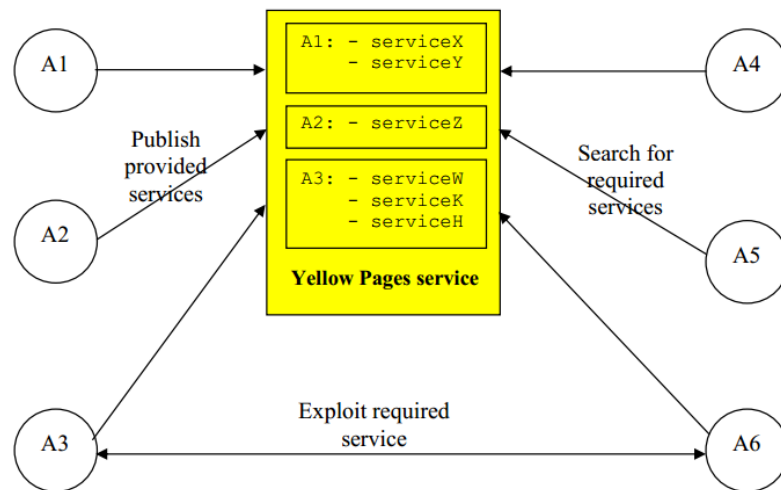 A1
A1: - serviceX
- serviceY
A4
A2: - serviceZ
Publish
provided
services
Search for
required
services
A3: - serviceW
- serviceK
- serviceH
A2
A5
Yellow Pages service
Exploit required
service
A3
A6